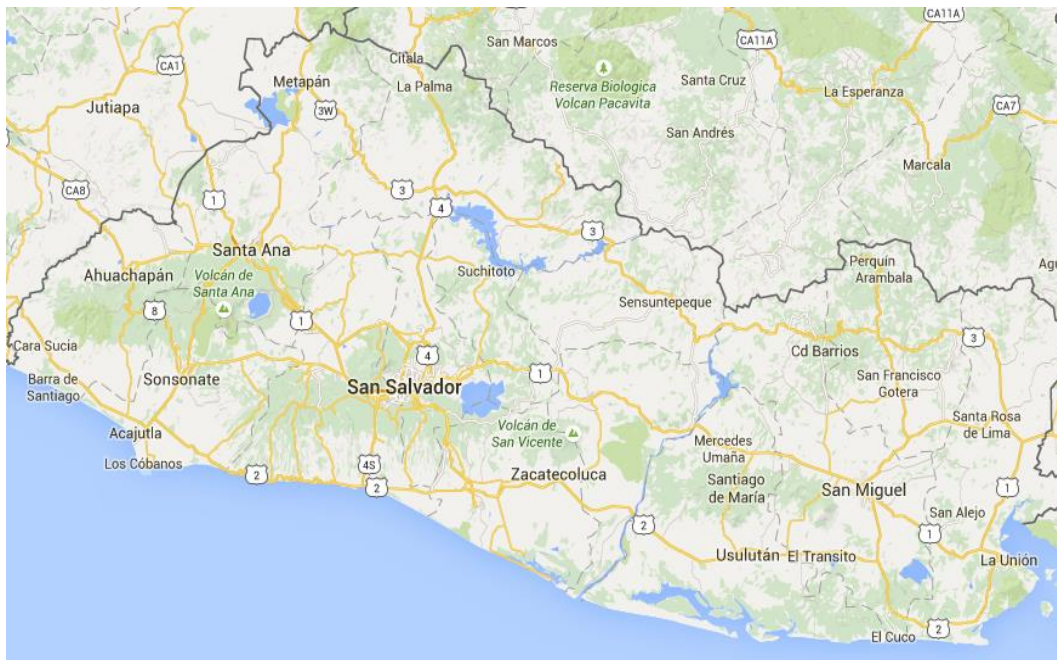 CA11A
CA11A
San Marcos
Citala
CA1
Metapán
La Palma
Reserva Biologica
Volcan Pacavita
Santa Cruz
La Esperanza
Jutiapa
3W
CA7
San Andrés
Marcala
CA8
1
3
4
3
Santa Ana
Perquín
Arambala
Ahuachapán
Volcán de
Santa Ana
Suchitoto
Sensuntepeque
8
1
3
Cara Sucia
4
Cd Barrios
Barra de
Santiago
Sonsonate
San Salvador
1
San Francisco
Gotera
Acajutla
Volcán de
San Vicente
Mercedes
Umaña
Santa Rosa
de Lima
Los Cóbanos
2
4S
2
Zacatecoluca
Santiago
de María
San Miguel
1
San Alejo
2
1
Usulután
El Transito
La Unión
El Cuco
2